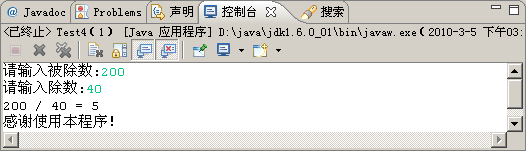 @ Javadoc Problems 声明 控制台 搜索
<已终止> Test4 (1) [Java 应用程序] D:\java\jdk1.6.0_01\bin\javaw.exe (2010-3-5 下午03:
请输入被除数:200
请输入除数:40
200 / 40 = 5
感谢使用本程序!